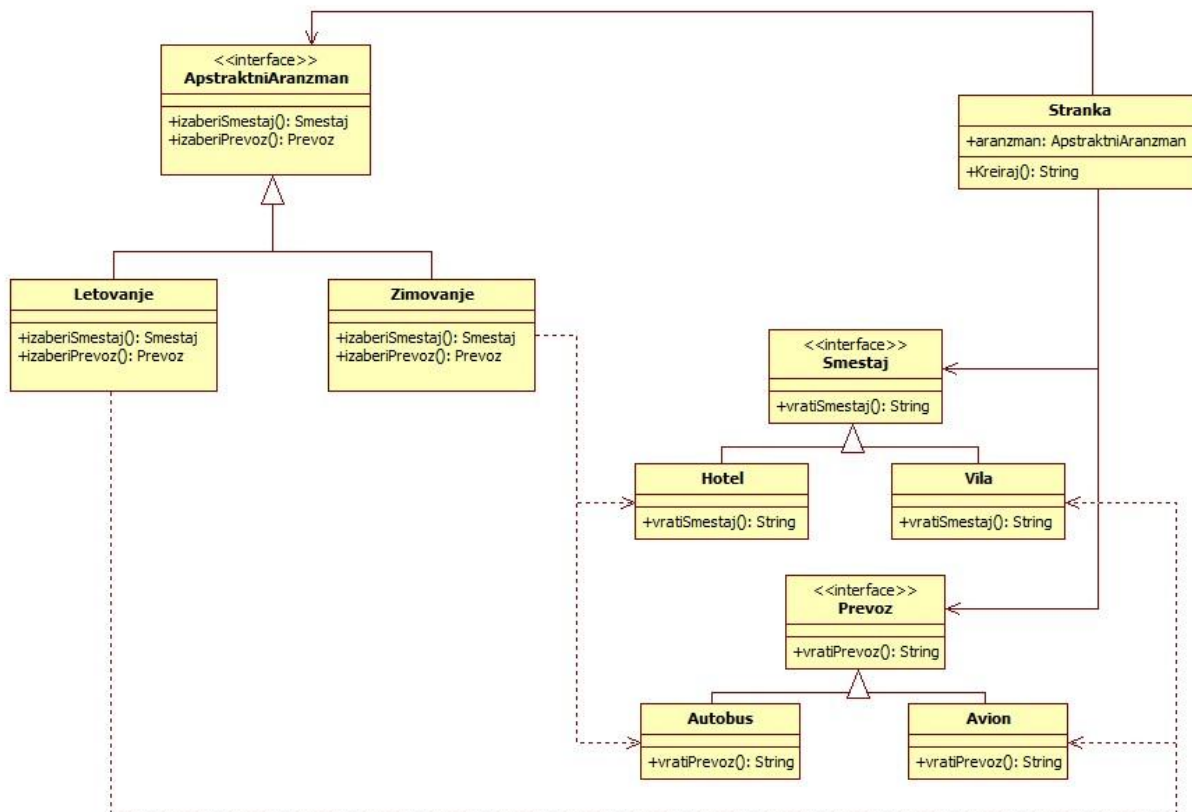 <<interface>>
ApstraktniAranzman
+izaberiSmestaj(): Smestaj
+izaberiPrevoz(): Prevoz
Stranka
+aranzman: ApstraktniAranzman
+Kreiraj(): String
Letovanje
+izaberiSmestaj(): Smestaj
+izaberiPrevoz(): Prevoz
Zimovanje
+izaberiSmestaj(): Smestaj
+izaberiPrevoz(): Prevoz
<<interface>>
Smestaj
+vratiSmestaj(): String
Hotel
+vratiSmestaj(): String
Vila
+vratiSmestaj(): String
<<interface>>
Prevoz
+vratiPrevoz(): String
Autobus
+vratiPrevoz(): String
Avion
+vratiPrevoz(): String